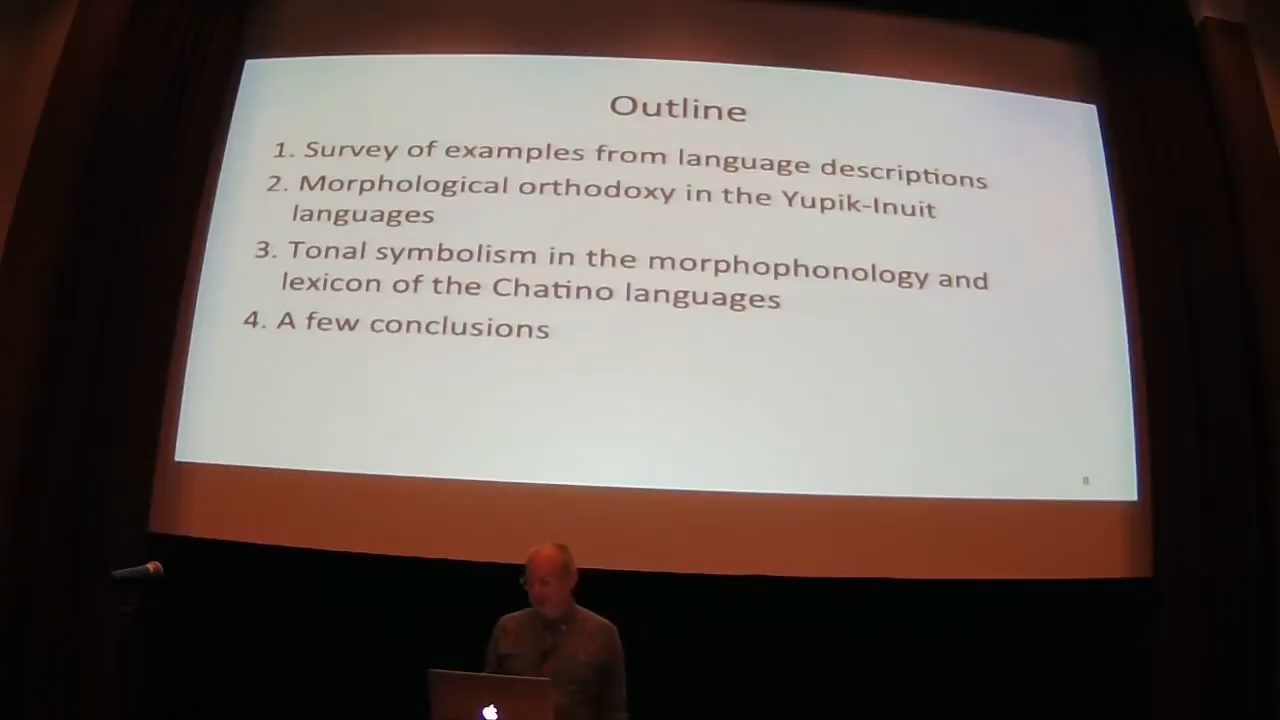 Outline
1. Survey of examples from language descriptions
2. Morphological orthodoxy in the Yupik-Inuit
languages
3. Tonal symbolism in the morphophonology and
lexicon of the Chatino languages
4. A few conclusions